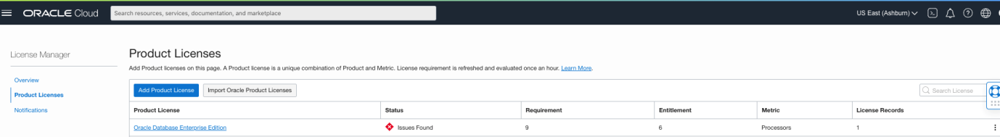 ORACLE Cloud Search resources, services, documentation, and marketplace US East (Ashburn)
License Manager
Overview
Product Licenses
Notifications
Product Licenses
Add Product licenses on this page. A Product license is a unique combination of Product and Metric. License requirement is refreshed and evaluated once an hour. Learn More.
Add Product License Import Oracle Product Licenses Search License
Product License Status Requirement Entitlement Metric License Records
Oracle Database Enterprise Edition Issues Found 9 6 Processors 1